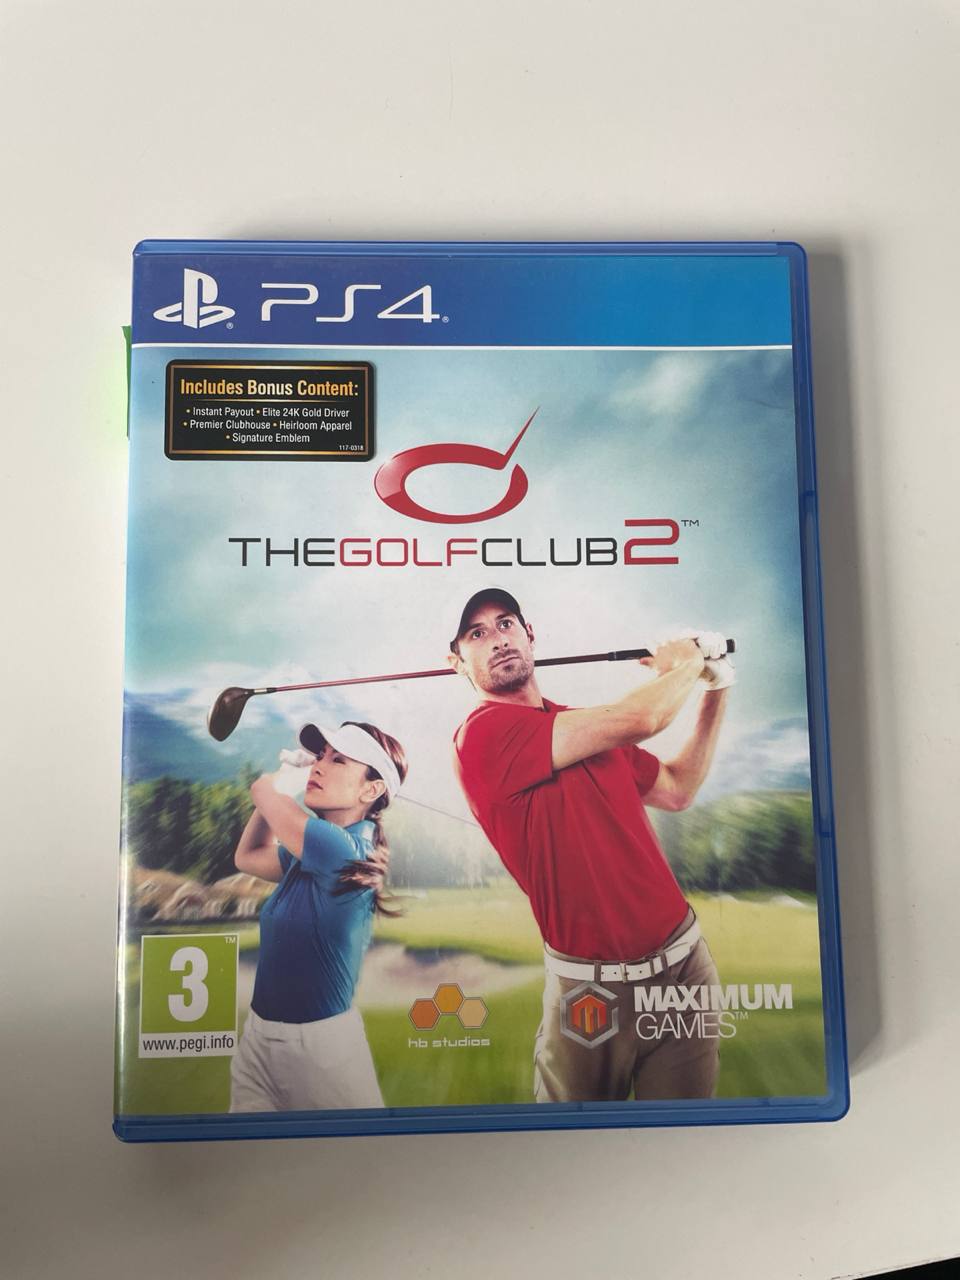 PS4
Includes Bonus Content:
• Instant Payout • Elite 24K Gold Driver
• Premier Clubhouse • Heirloom Apparel
• Signature Emblem
117-0318
THEGOLFCLUB2™
3™
www.pegi.info
hb studios
MAXIMUM
GAMES™